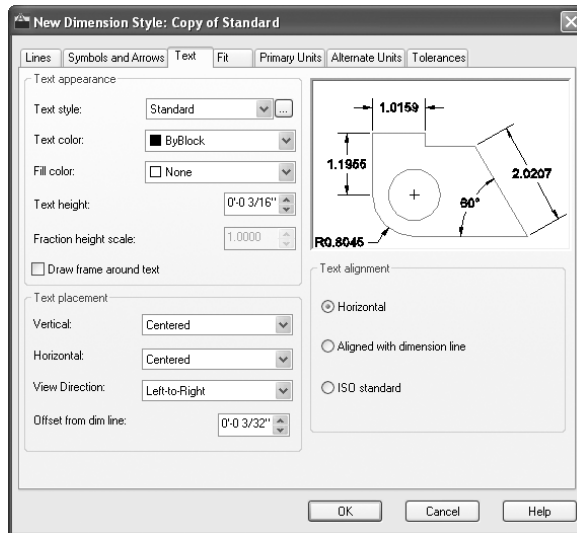 New Dimension Style: Copy of Standard
Lines Symbols and Arrows Text Fit Primary Units Alternate Units Tolerances
Text appearance
Text style: Standard ...
Text color: ByBlock
Fill color: None
Text height: 0'-0 3/16"
Fraction height scale: 1.0000
Draw frame around text
Text placement
Vertical: Centered
Horizontal: Centered
View Direction: Left-to-Right
Offset from dim line: 0'-0 3/32"
1.0159
1.1955
2.0207
60°
R0.8045
Text alignment
Horizontal
Aligned with dimension line
ISO standard
OK Cancel Help